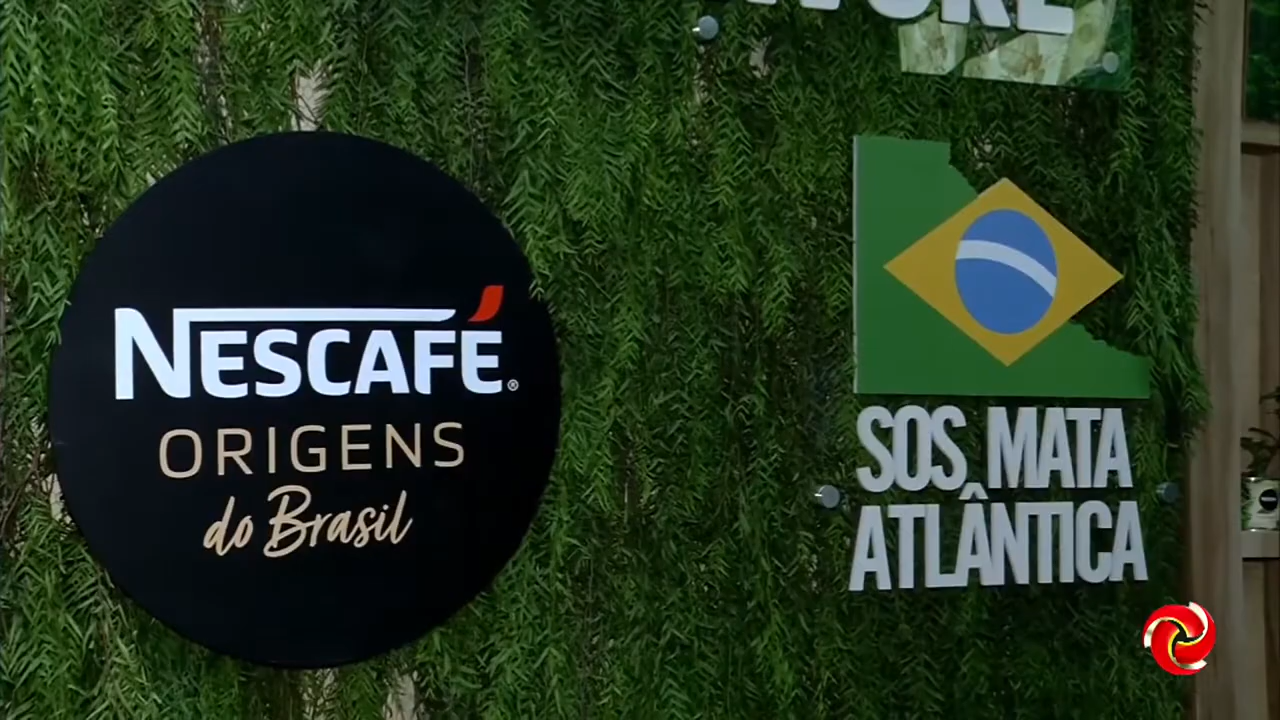 NESCAFÉ®
ORIGENS
do Brasil
SOS MATA
ATLÂNTICA